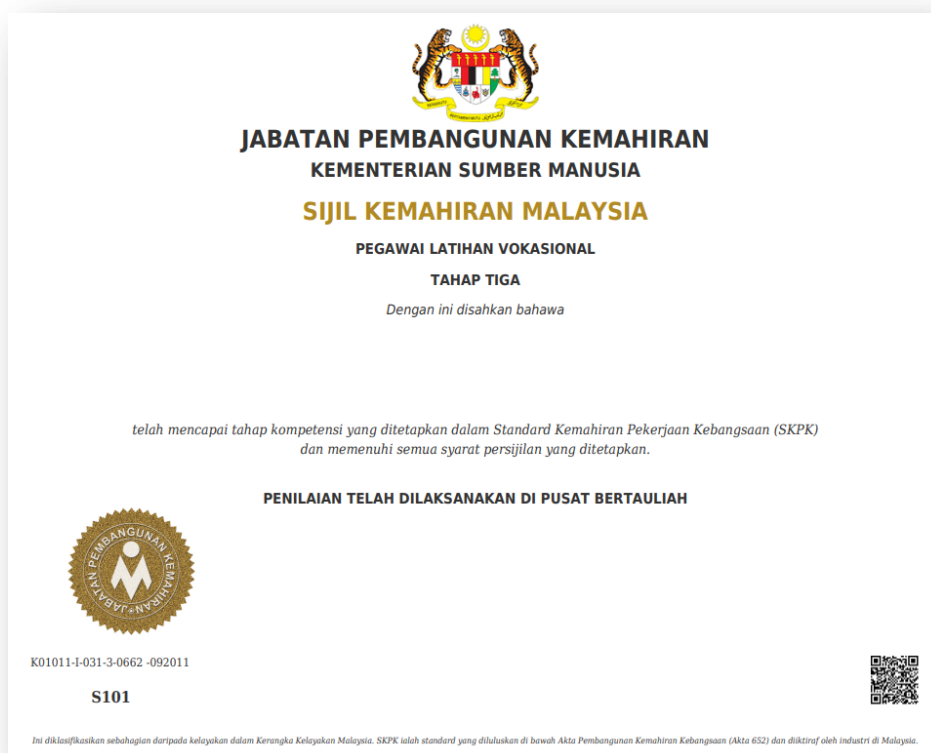 JABATAN PEMBANGUNAN KEMAHIRAN
KEMENTERIAN SUMBER MANUSIA
SIJIL KEMAHIRAN MALAYSIA
PEGAWAI LATIHAN VOKASIONAL
TAHAP TIGA
Dengan ini disahkan bahawa
telah mencapai tahap kompetensi yang ditetapkan dalam Standard Kemahiran Pekerjaan Kebangsaan (SKPK)
dan memenuhi semua syarat persijilan yang ditetapkan.
PENILAIAN TELAH DILAKSANAKAN DI PUSAT BERTAULIAH
JABATAN PEMBANGUNAN KEMAHIRAN
K01011-I-031-3-0662 -092011
S101
Ini diklasifikasikan sebahagian daripada kelayakan dalam Kerangka Kelayakan Malaysia. SKPK ialah standard yang diluluskan di bawah Akta Pembangunan Kemahiran Kebangsaan (Akta 652) dan diiktiraf oleh industri di Malaysia.